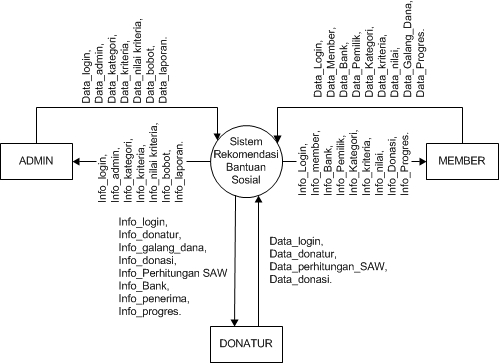 Data_login,
Data_admin,
Data_kategori,
Data_kriteria,
Data_nilai kriteria,
Data_bobot,
Data_laporan.
Data_Login,
Data_Member,
Data_Bank,
Data_Pemilik,
Data_Kategori,
Data_kriteria,
Data_nilai,
Data_Galang_Dana,
Data_Progres.
ADMIN
Info_login,
Info_admin,
Info_kategori,
Info_kriteria,
Info_nilai kriteria,
Info_bobot,
Info_laporan.
Sistem
Rekomendasi
Bantuan
Sosial
Info_Login,
Info_member,
Info_Bank,
Info_Pemilik,
Info_Kategori,
Info_kriteria,
Info_nilai,
Info_Donasi,
Info_Progres.
MEMBER
Info_login,
Info_donatur,
Info_galang_dana,
Info_donasi,
Info_Perhitungan SAW
Info_Bank,
Info_penerima,
Info_progres.
Data_login,
Data_donatur,
Data_perhitungan_SAW,
Data_donasi.
DONATUR